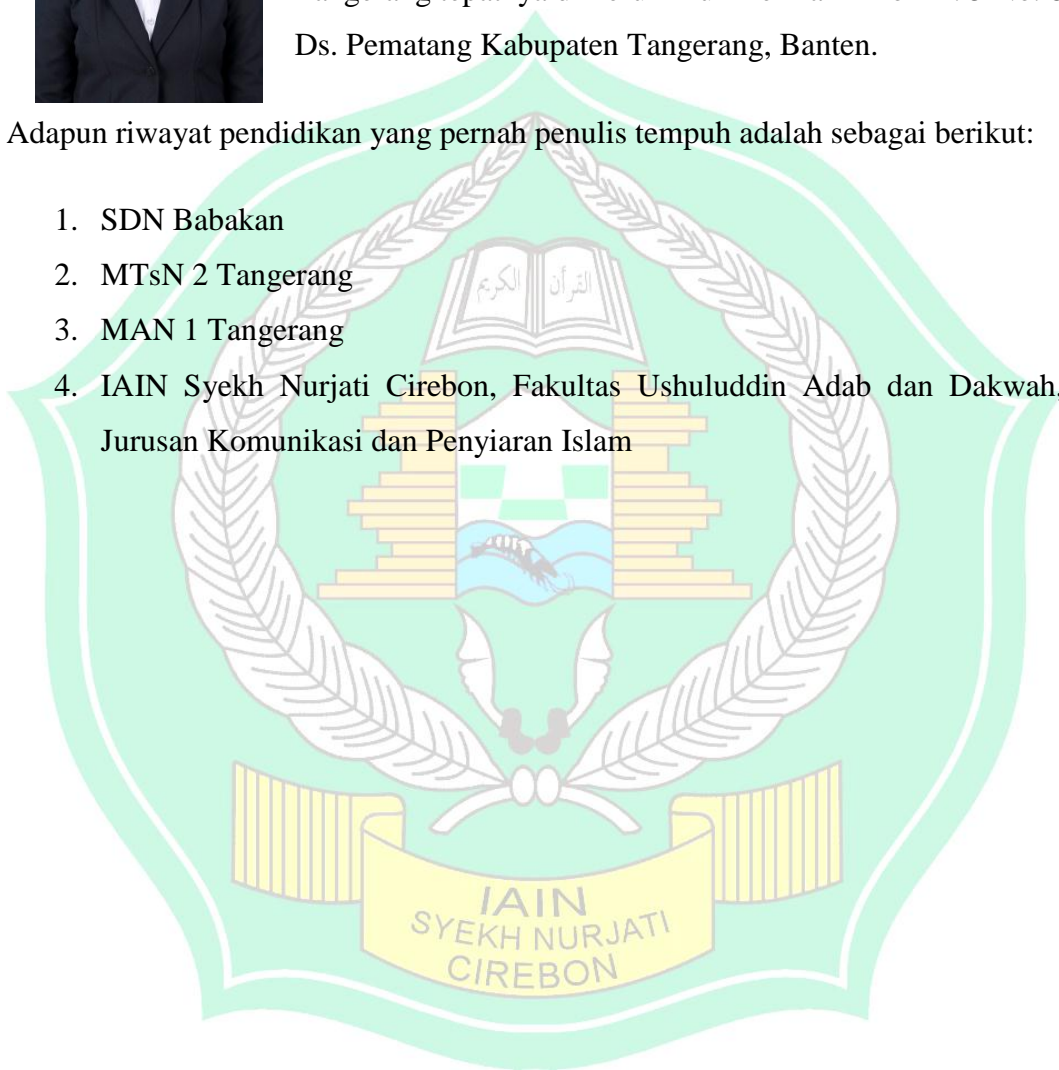 Ds. Pematang Kabupaten Tangerang, Banten.
Adapun riwayat pendidikan yang pernah penulis tempuh adalah sebagai berikut:
1. SDN Babakan
2. MTsN 2 Tangerang
3. MAN 1 Tangerang
4. IAIN Syekh Nurjati Cirebon, Fakultas Ushuluddin Adab dan Dakwah,
Jurusan Komunikasi dan Penyiaran Islam
القرآن الكريم
IAIN
SYEKH NURJATI
CIREBON